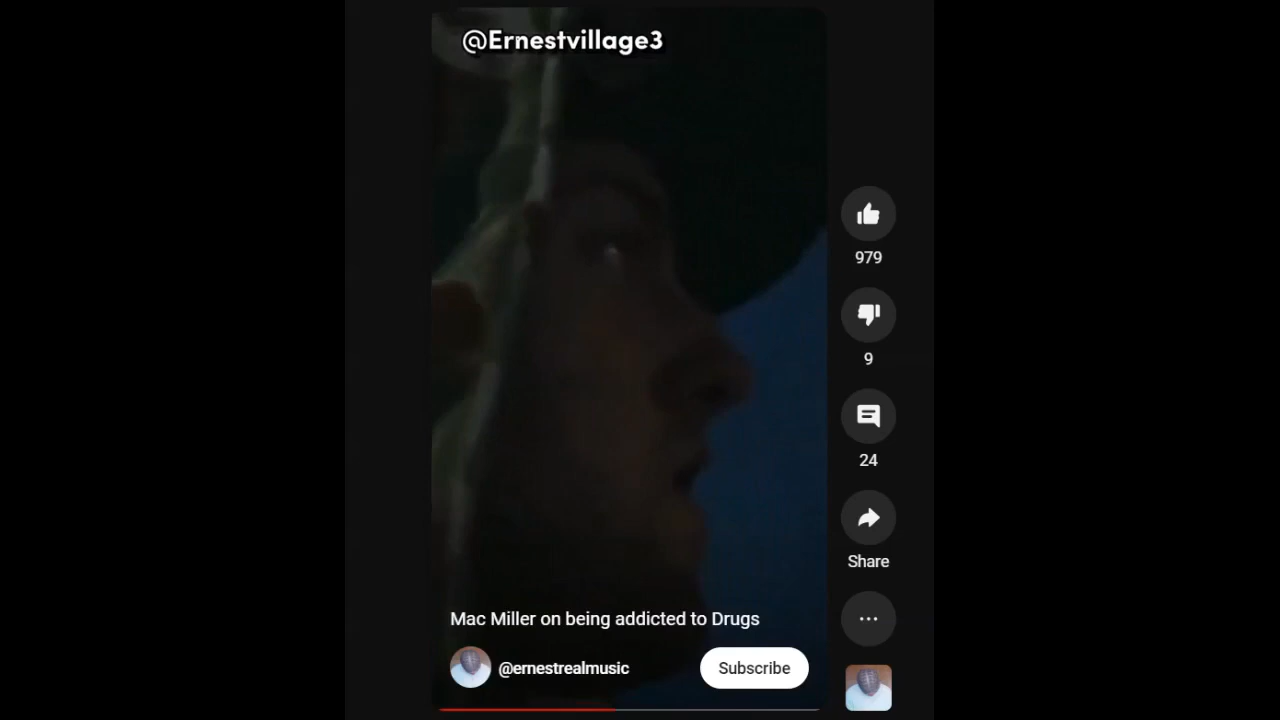 @Ernestvillage3
979
9
24
Share
Mac Miller on being addicted to Drugs
@ernestrealmusic
Subscribe